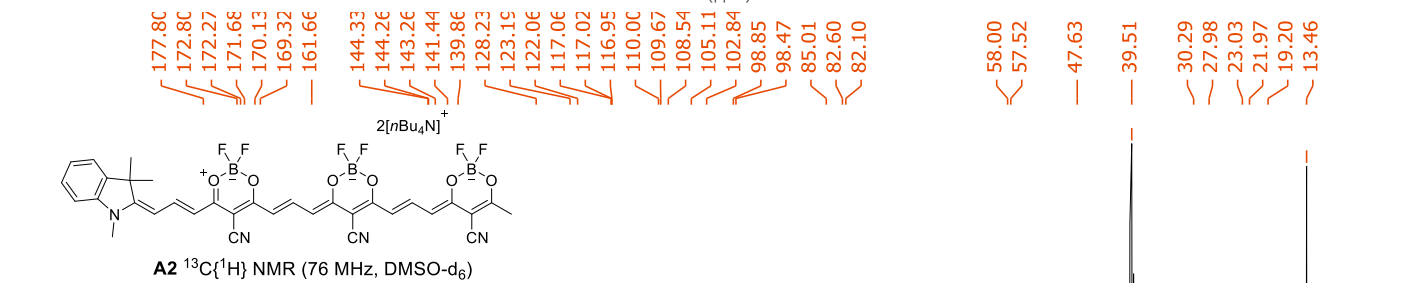 177.80 172.80 172.27 171.68 170.13 169.32 161.66 144.33 144.26 143.26 141.44 139.86 128.23 123.19 122.06 117.06 117.02 116.95 110.00 109.67 108.54 105.11 102.84 98.85 98.47 85.01 82.60 82.10 58.00 57.52 47.63 39.51 30.29 27.98 23.03 21.97 19.20 13.46
2[nBu₄N]⁺
F F F F F F
B⁻ B⁻ B⁻
⁺O O O O O O
N
CN CN CN
A2 ¹³C{¹H} NMR (76 MHz, DMSO-d₆)